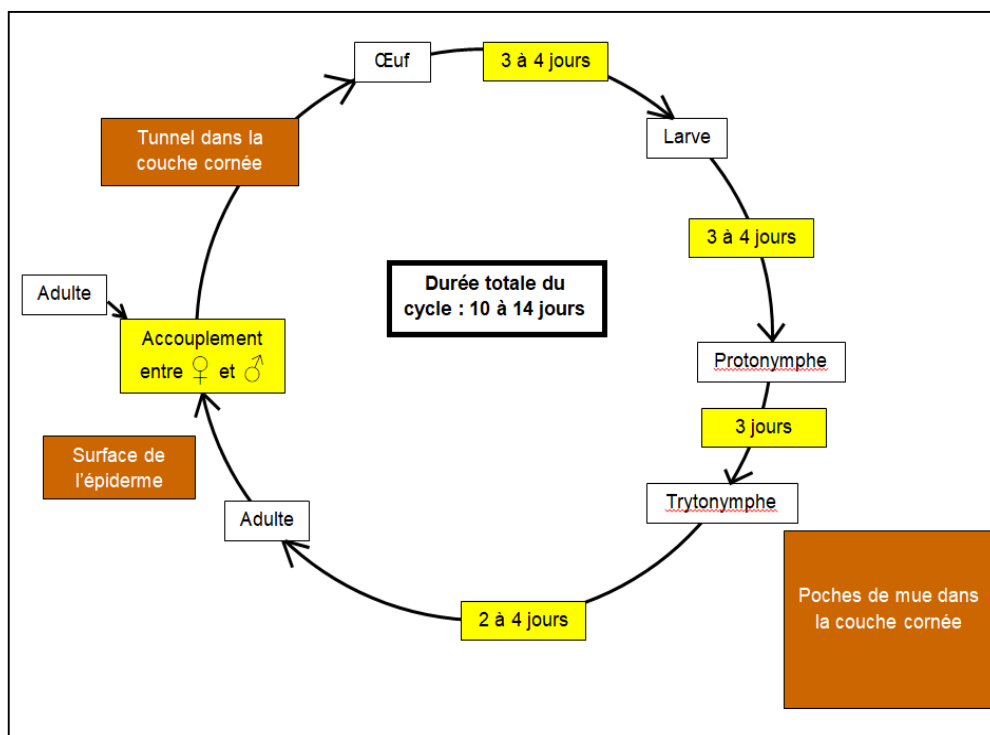 Œuf
3 à 4 jours
Larve
Tunnel dans la
couche cornée
3 à 4 jours
Durée totale du
cycle : 10 à 14 jours
Adulte
Accouplement
entre ♀ et ♂
Protonymphe
3 jours
Surface de
l'épiderme
Trytonymphe
Adulte
Poches de mue dans
la couche cornée
2 à 4 jours